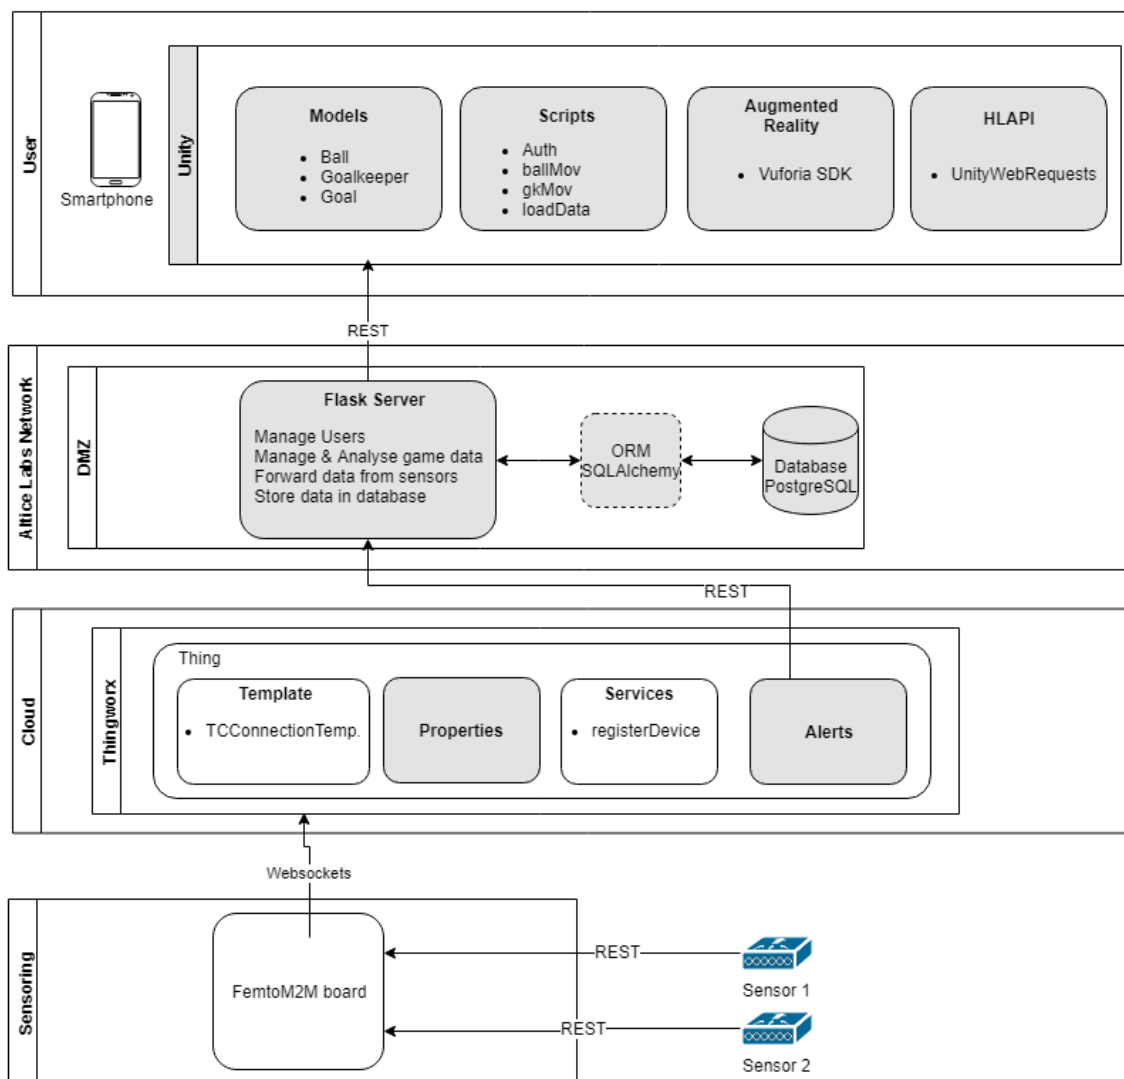 User
Smartphone
Unity
Models
• Ball
• Goalkeeper
• Goal
Scripts
• Auth
• ballMov
• gkMov
• loadData
Augmented
Reality
• Vuforia SDK
HLAPI
• UnityWebRequests
REST
Altice Labs Network
DMZ
Flask Server
Manage Users
Manage & Analyse game data
Forward data from sensors
Store data in database
ORM
SQLAlchemy
Database
PostgreSQL
REST
Cloud
Thingworx
Thing
Template
• TCConnectionTemp.
Properties
Services
• registerDevice
Alerts
Websockets
Sensoring
FemtoM2M board
REST
Sensor 1
REST
Sensor 2